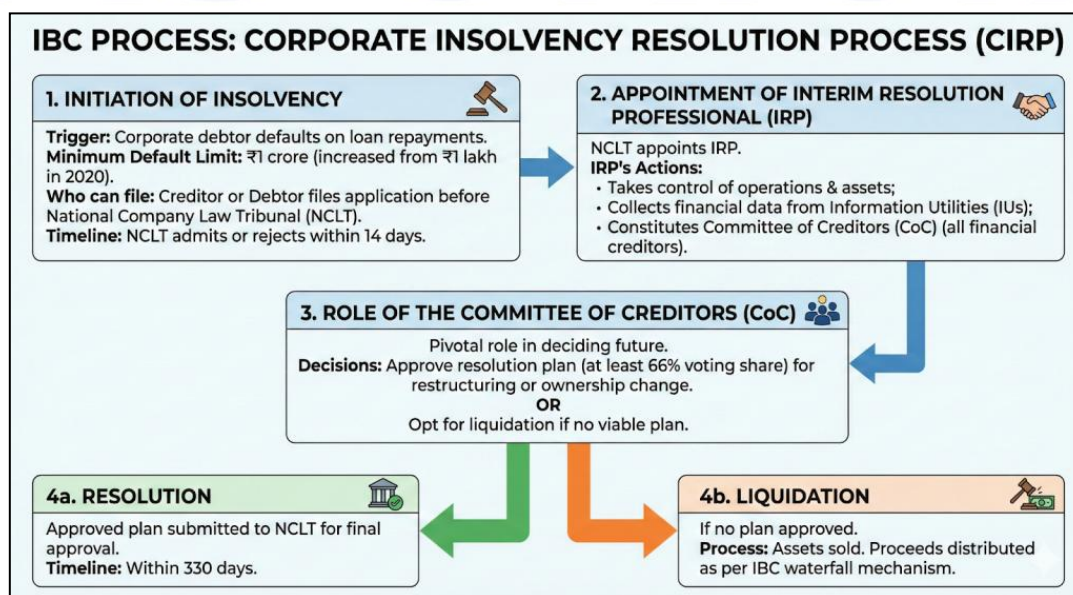 IBC PROCESS: CORPORATE INSOLVENCY RESOLUTION PROCESS (CIRP)
1. INITIATION OF INSOLVENCY
Trigger: Corporate debtor defaults on loan repayments.
Minimum Default Limit: ₹1 crore (increased from ₹1 lakh
in 2020).
Who can file: Creditor or Debtor files application before
National Company Law Tribunal (NCLT).
Timeline: NCLT admits or rejects within 14 days.
2. APPOINTMENT OF INTERIM RESOLUTION
PROFESSIONAL (IRP)
NCLT appoints IRP.
IRP's Actions:
• Takes control of operations & assets;
• Collects financial data from Information Utilities (IUs);
• Constitutes Committee of Creditors (CoC) (all financial
creditors).
3. ROLE OF THE COMMITTEE OF CREDITORS (CoC)
Pivotal role in deciding future.
Decisions: Approve resolution plan (at least 66% voting share) for
restructuring or ownership change.
OR
Opt for liquidation if no viable plan.
4a. RESOLUTION
Approved plan submitted to NCLT for final
approval.
Timeline: Within 330 days.
4b. LIQUIDATION
If no plan approved.
Process: Assets sold. Proceeds distributed
as per IBC waterfall mechanism.